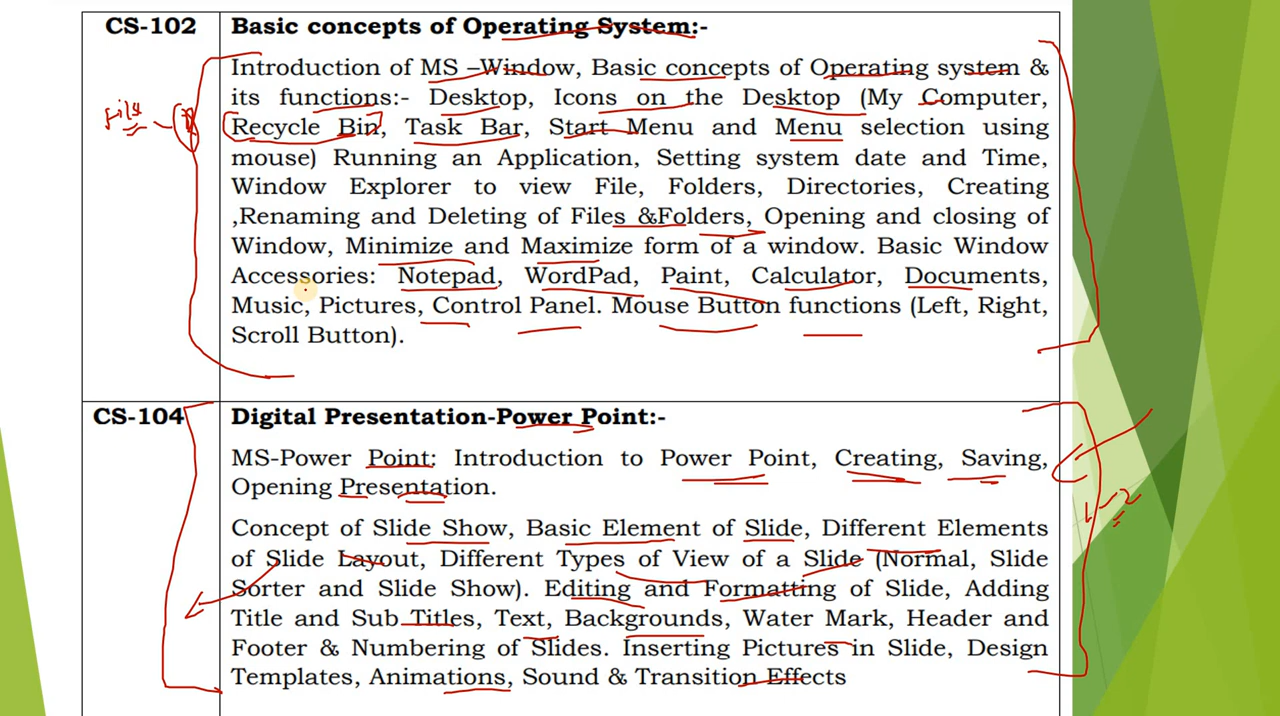 CS-102 Basic concepts of Operating System:-
Introduction of MS –Window, Basic concepts of Operating system &
its functions:- Desktop, Icons on the Desktop (My Computer,
Recycle Bin, Task Bar, Start Menu and Menu selection using
mouse) Running an Application, Setting system date and Time,
Window Explorer to view File, Folders, Directories, Creating
,Renaming and Deleting of Files &Folders, Opening and closing of
Window, Minimize and Maximize form of a window. Basic Window
Accessories: Notepad, WordPad, Paint, Calculator, Documents,
Music, Pictures, Control Panel. Mouse Button functions (Left, Right,
Scroll Button).
CS-104 Digital Presentation-Power Point:-
MS-Power Point: Introduction to Power Point, Creating, Saving,
Opening Presentation.
Concept of Slide Show, Basic Element of Slide, Different Elements
of Slide Layout, Different Types of View of a Slide (Normal, Slide
Sorter and Slide Show). Editing and Formatting of Slide, Adding
Title and Sub Titles, Text, Backgrounds, Water Mark, Header and
Footer & Numbering of Slides. Inserting Pictures in Slide, Design
Templates, Animations, Sound & Transition Effects